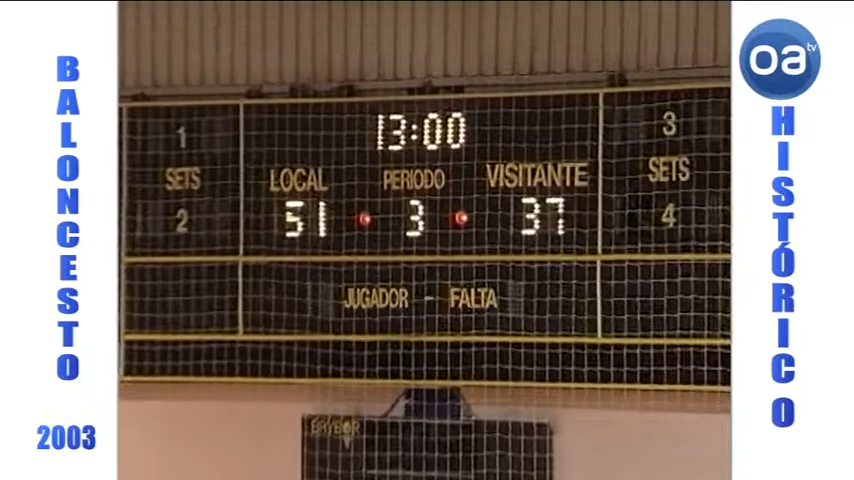 BALONCESTO
2003
oa tv
HISTÓRICO
13:00
1
SETS
2
LOCAL
51
PERIODO
3
VISITANTE
37
3
SETS
4
JUGADOR - FALTA